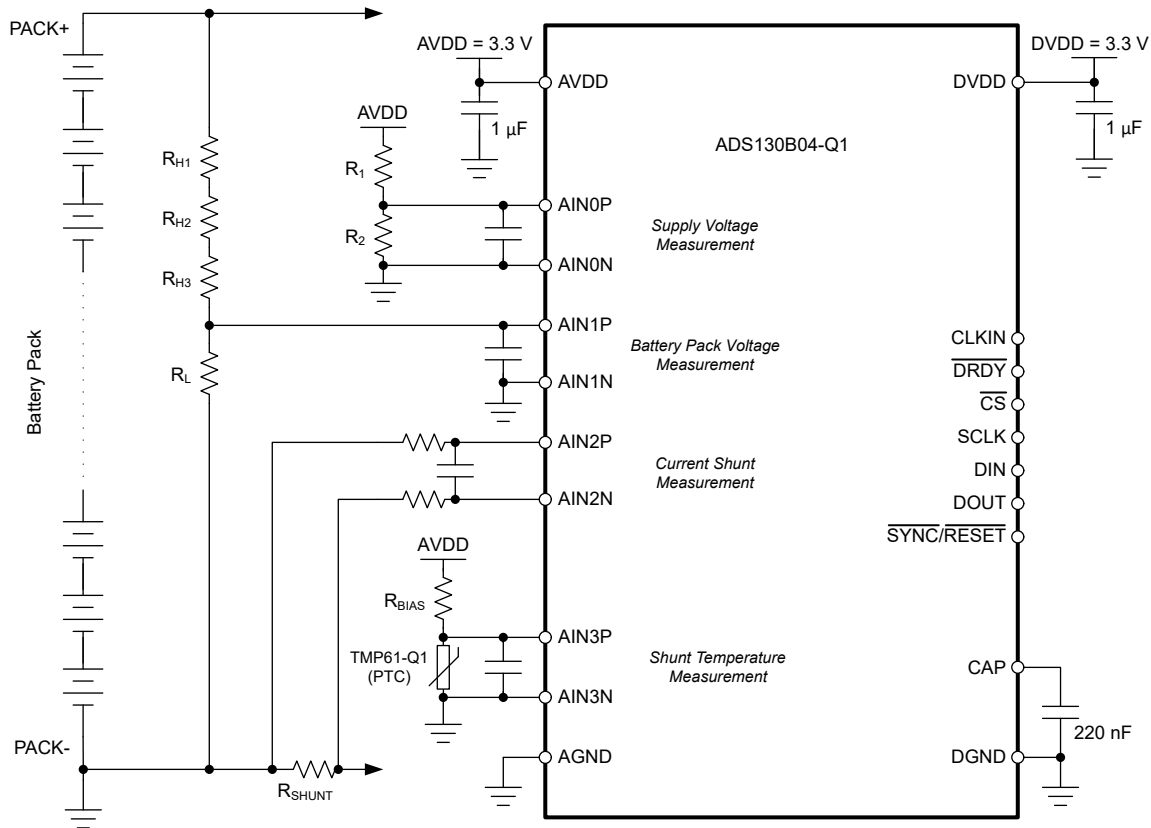 PACK+
AVDD = 3.3 V
DVDD = 3.3 V
AVDD
DVDD
1 µF
1 µF
AVDD
ADS130B04-Q1
RH1
R1
AIN0P
RH2
R2
Supply Voltage
Measurement
RH3
AIN0N
AIN1P
Battery Pack
RL
Battery Pack Voltage
Measurement
AIN1N
CLKIN
DRDY
CS
SCLK
DIN
DOUT
SYNC/RESET
AIN2P
Current Shunt
Measurement
AIN2N
AVDD
RBIAS
AIN3P
TMP61-Q1
(PTC)
Shunt Temperature
Measurement
AIN3N
CAP
220 nF
PACK-
AGND
DGND
RSHUNT